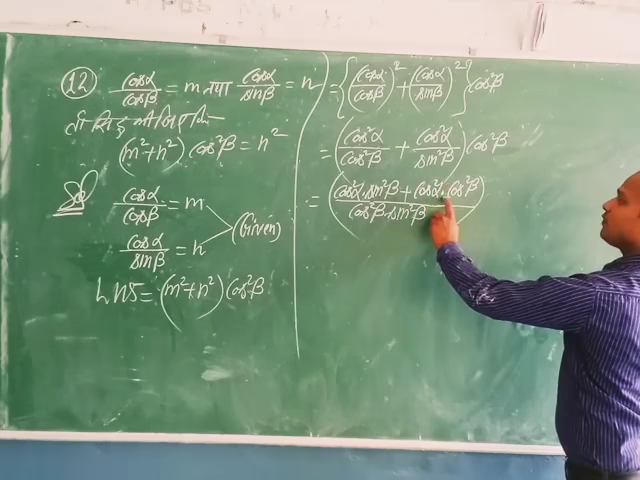 12 cosα/cosβ = m तथा cosα/sinβ = n
तो सिद्ध कीजिए कि-
(m²+n²) cos²β = n²
Sol cosα/cosβ = m
cosα/sinβ = n (Given)
LHS = (m²+n²) cos²β
= {(cosα/cosβ)² + (cosα/sinβ)²} cos²β
= (cos²α/cos²β + cos²α/sin²β) cos²β
= (cos²α·sin²β + cos²α·cos²β / cos²β·sin²β)